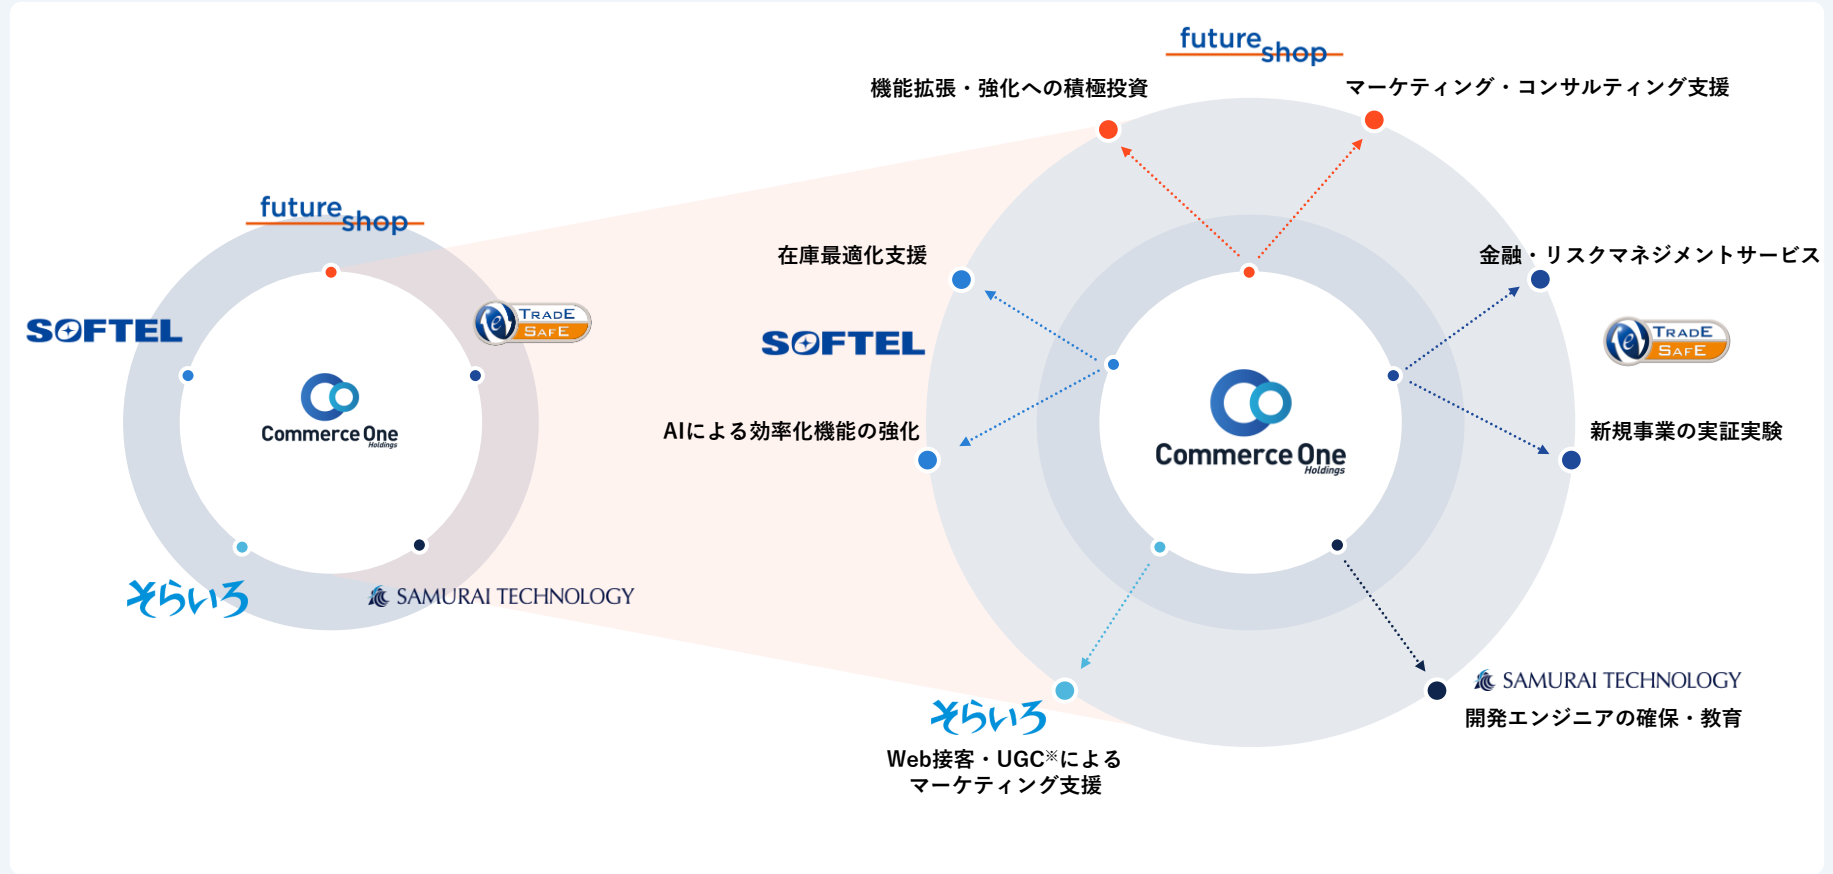 future
shop
SOFTEL
e
TRADE
SAFE
Commerce One
Holdings
そらいろ
SAMURAI TECHNOLOGY
future
shop
機能拡張・強化への積極投資
マーケティング・コンサルティング支援
在庫最適化支援
金融・リスクマネジメントサービス
SOFTEL
e
TRADE
SAFE
AIによる効率化機能の強化
新規事業の実証実験
Commerce One
Holdings
SAMURAI TECHNOLOGY
開発エンジニアの確保・教育
そらいろ
Web接客・UGC※による
マーケティング支援